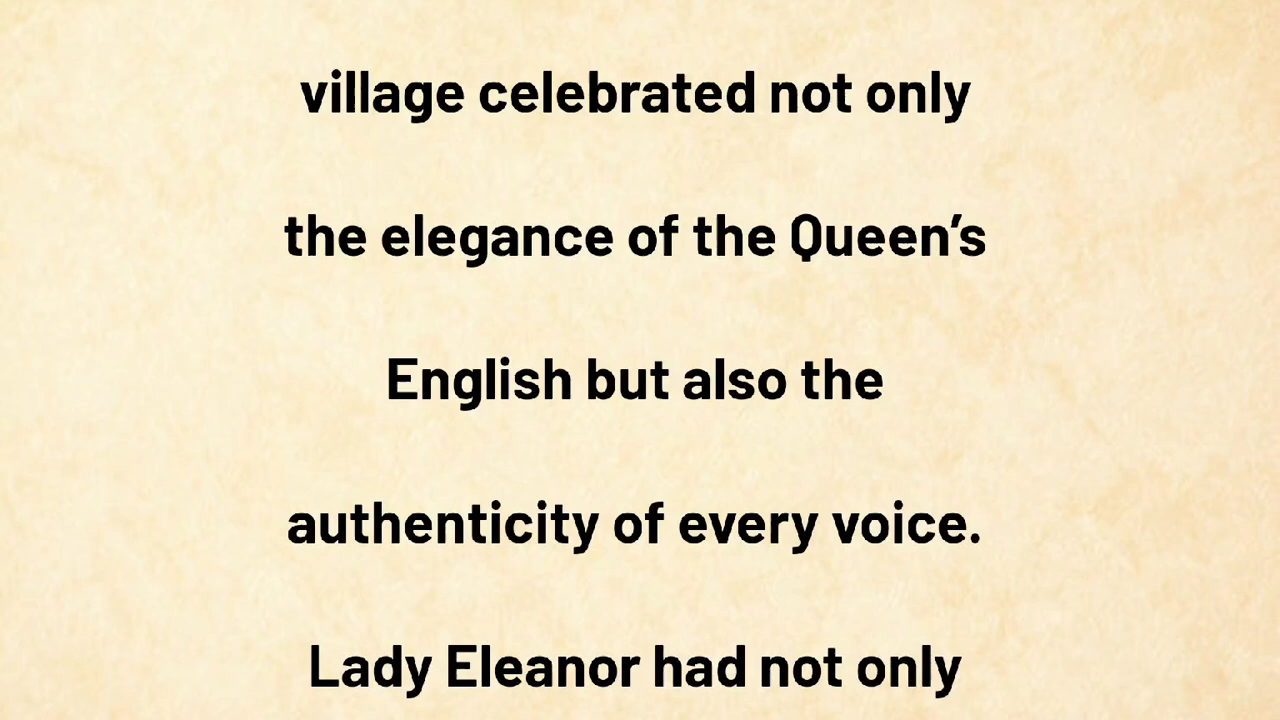 village celebrated not only
the elegance of the Queen’s
English but also the
authenticity of every voice.
Lady Eleanor had not only